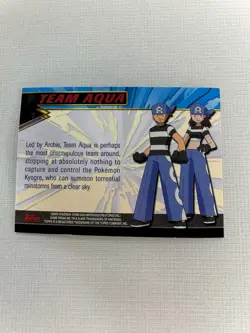 TEAM AQUA
Led by Archie, Team Aqua is perhaps
the most unscrupulous team around,
stopping at absolutely nothing to
capture and control the Pokémon
Kyogre, who can summon torrential
rainstorms from a clear sky.
Topps